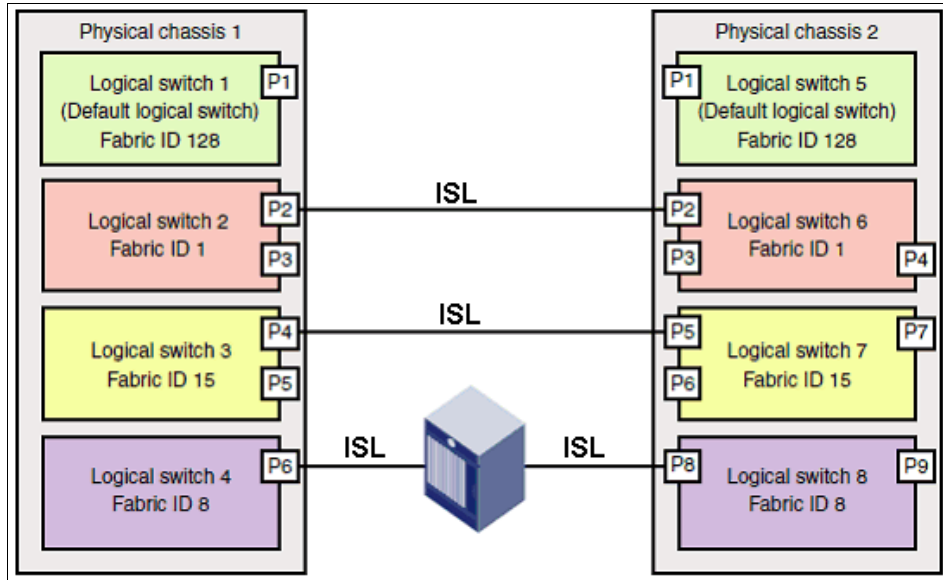 Physical chassis 1
Logical switch 1
(Default logical switch)
Fabric ID 128
P1
Logical switch 2
Fabric ID 1
P2
P3
Logical switch 3
Fabric ID 15
P4
P5
Logical switch 4
Fabric ID 8
P6
ISL
ISL
ISL
ISL
Physical chassis 2
P1
Logical switch 5
(Default logical switch)
Fabric ID 128
P2
P3
Logical switch 6
Fabric ID 1
P4
P5
P6
Logical switch 7
Fabric ID 15
P7
P8
Logical switch 8
Fabric ID 8
P9